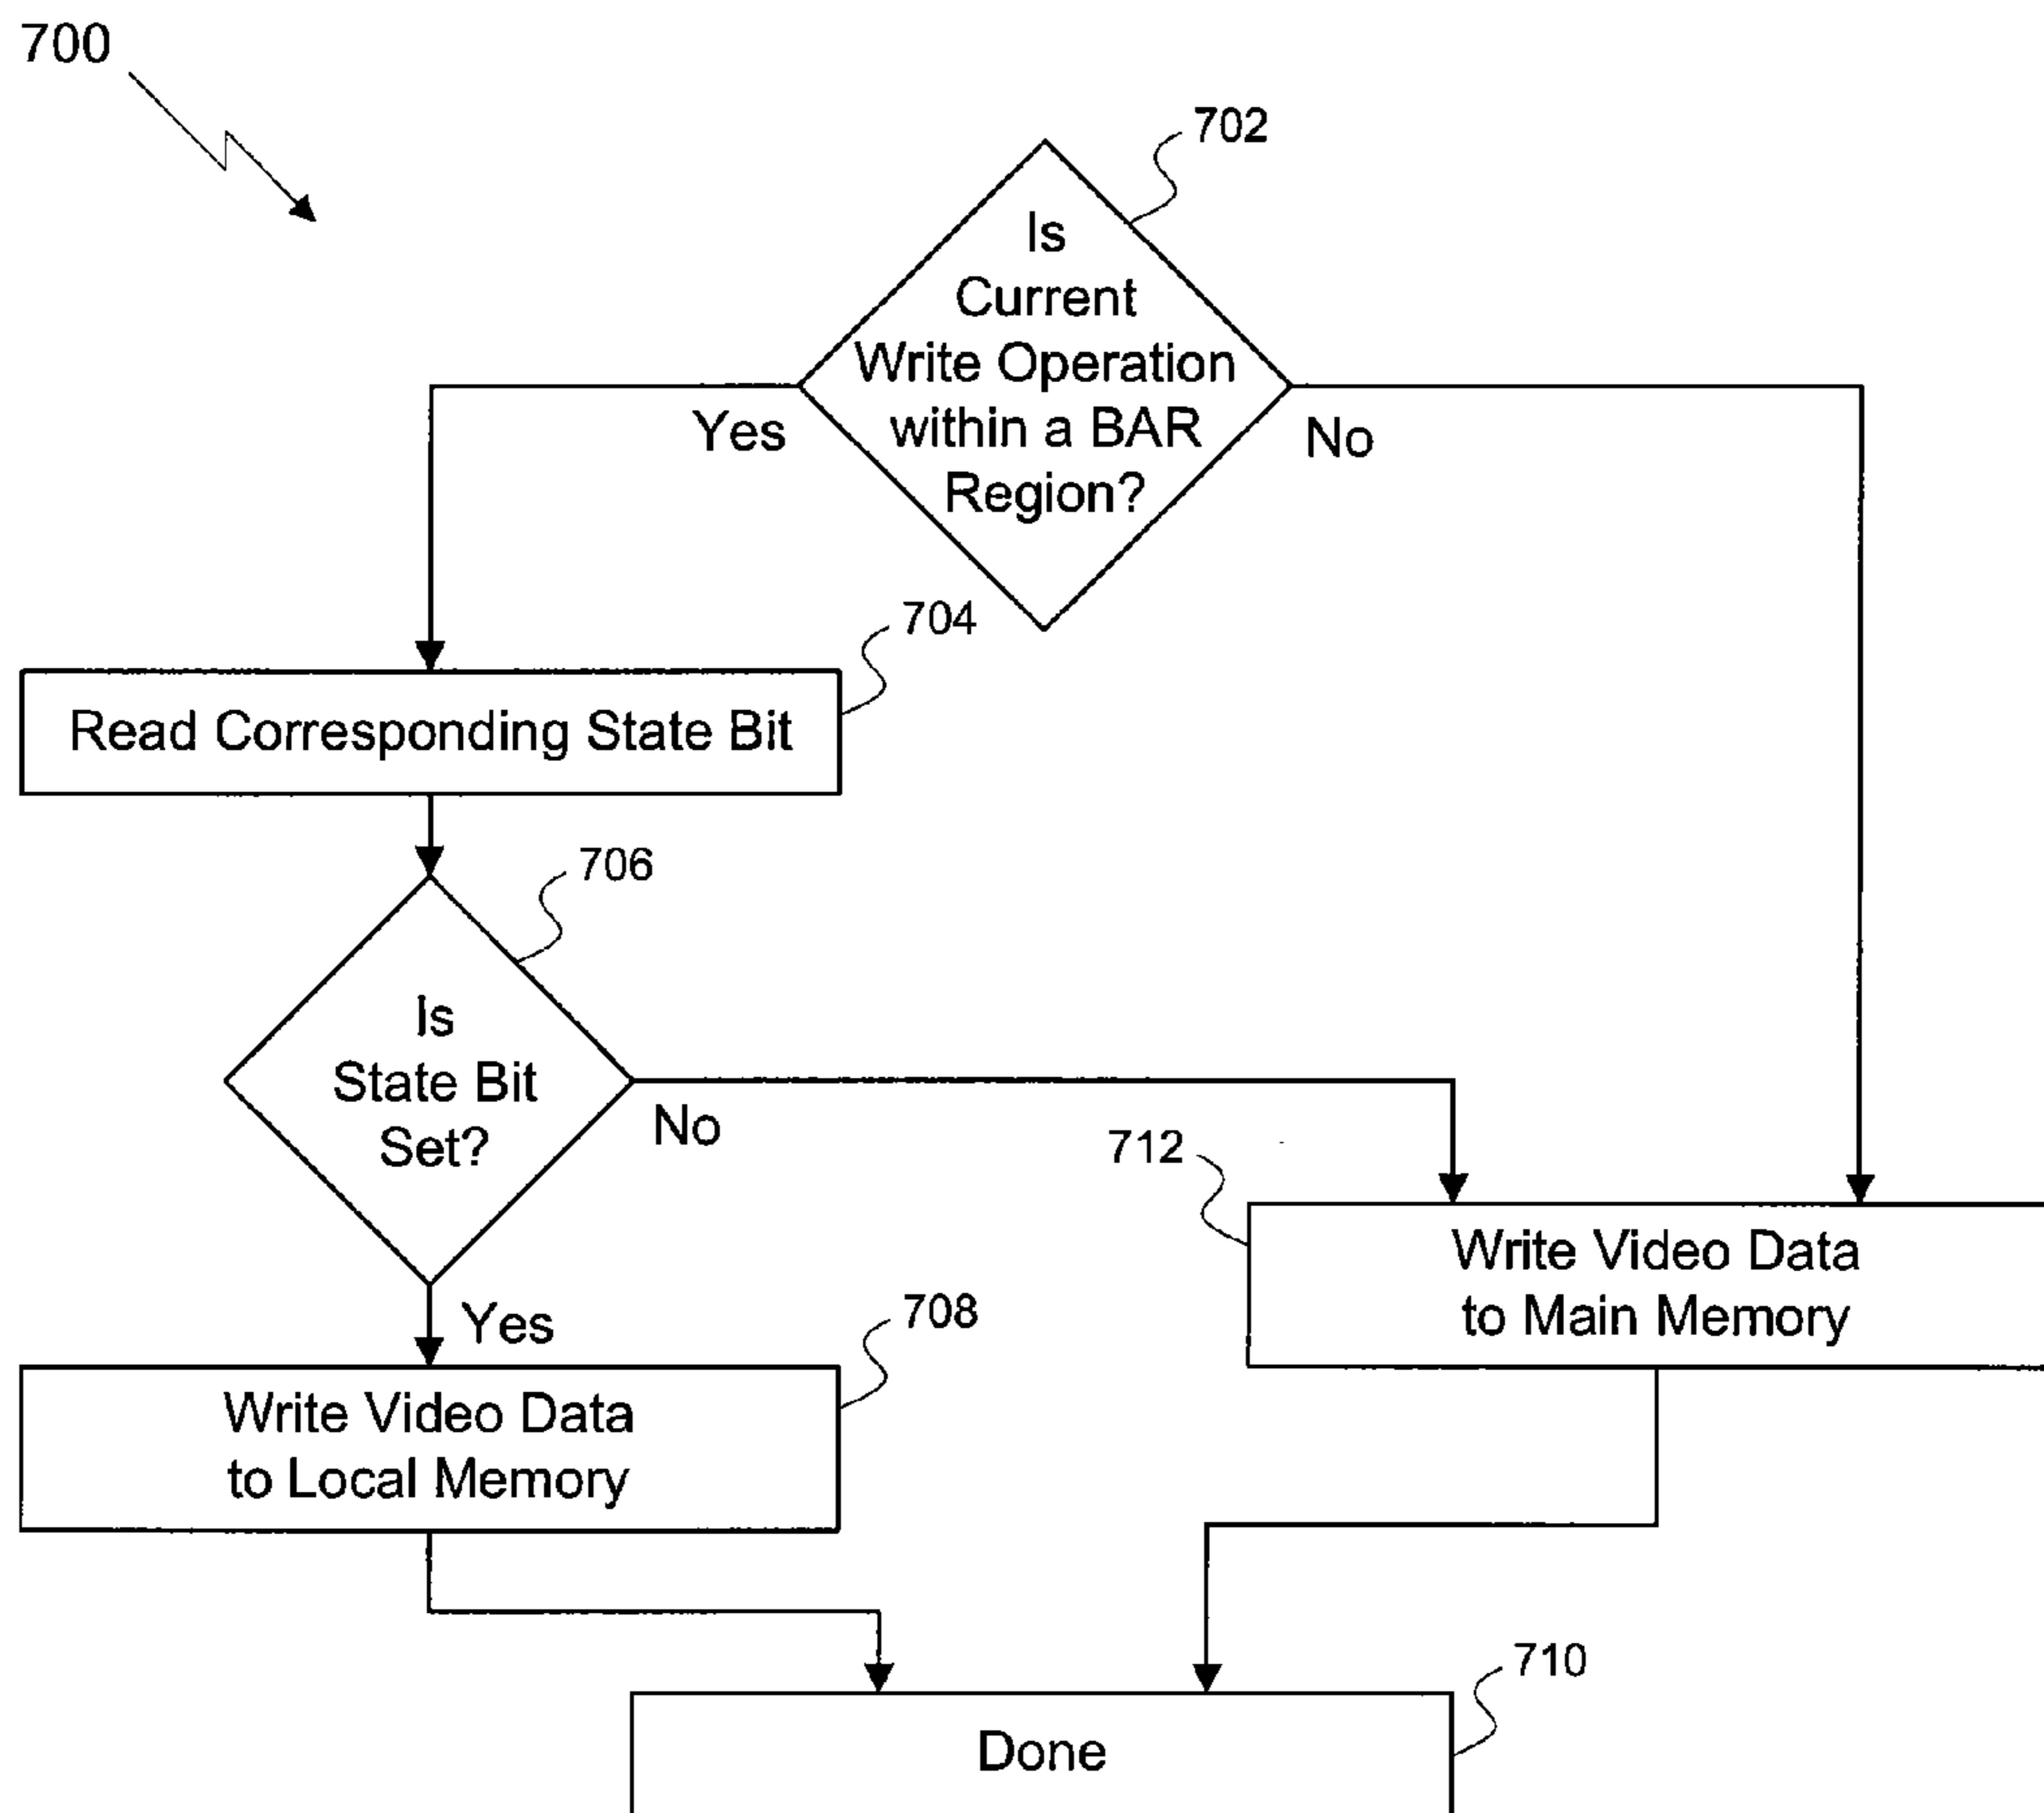 700
702
Is
Current
Write Operation
within a BAR
Region?
Yes
No
704
Read Corresponding State Bit
706
Is
State Bit
Set?
No
712
Write Video Data
to Main Memory
Yes
708
Write Video Data
to Local Memory
710
Done